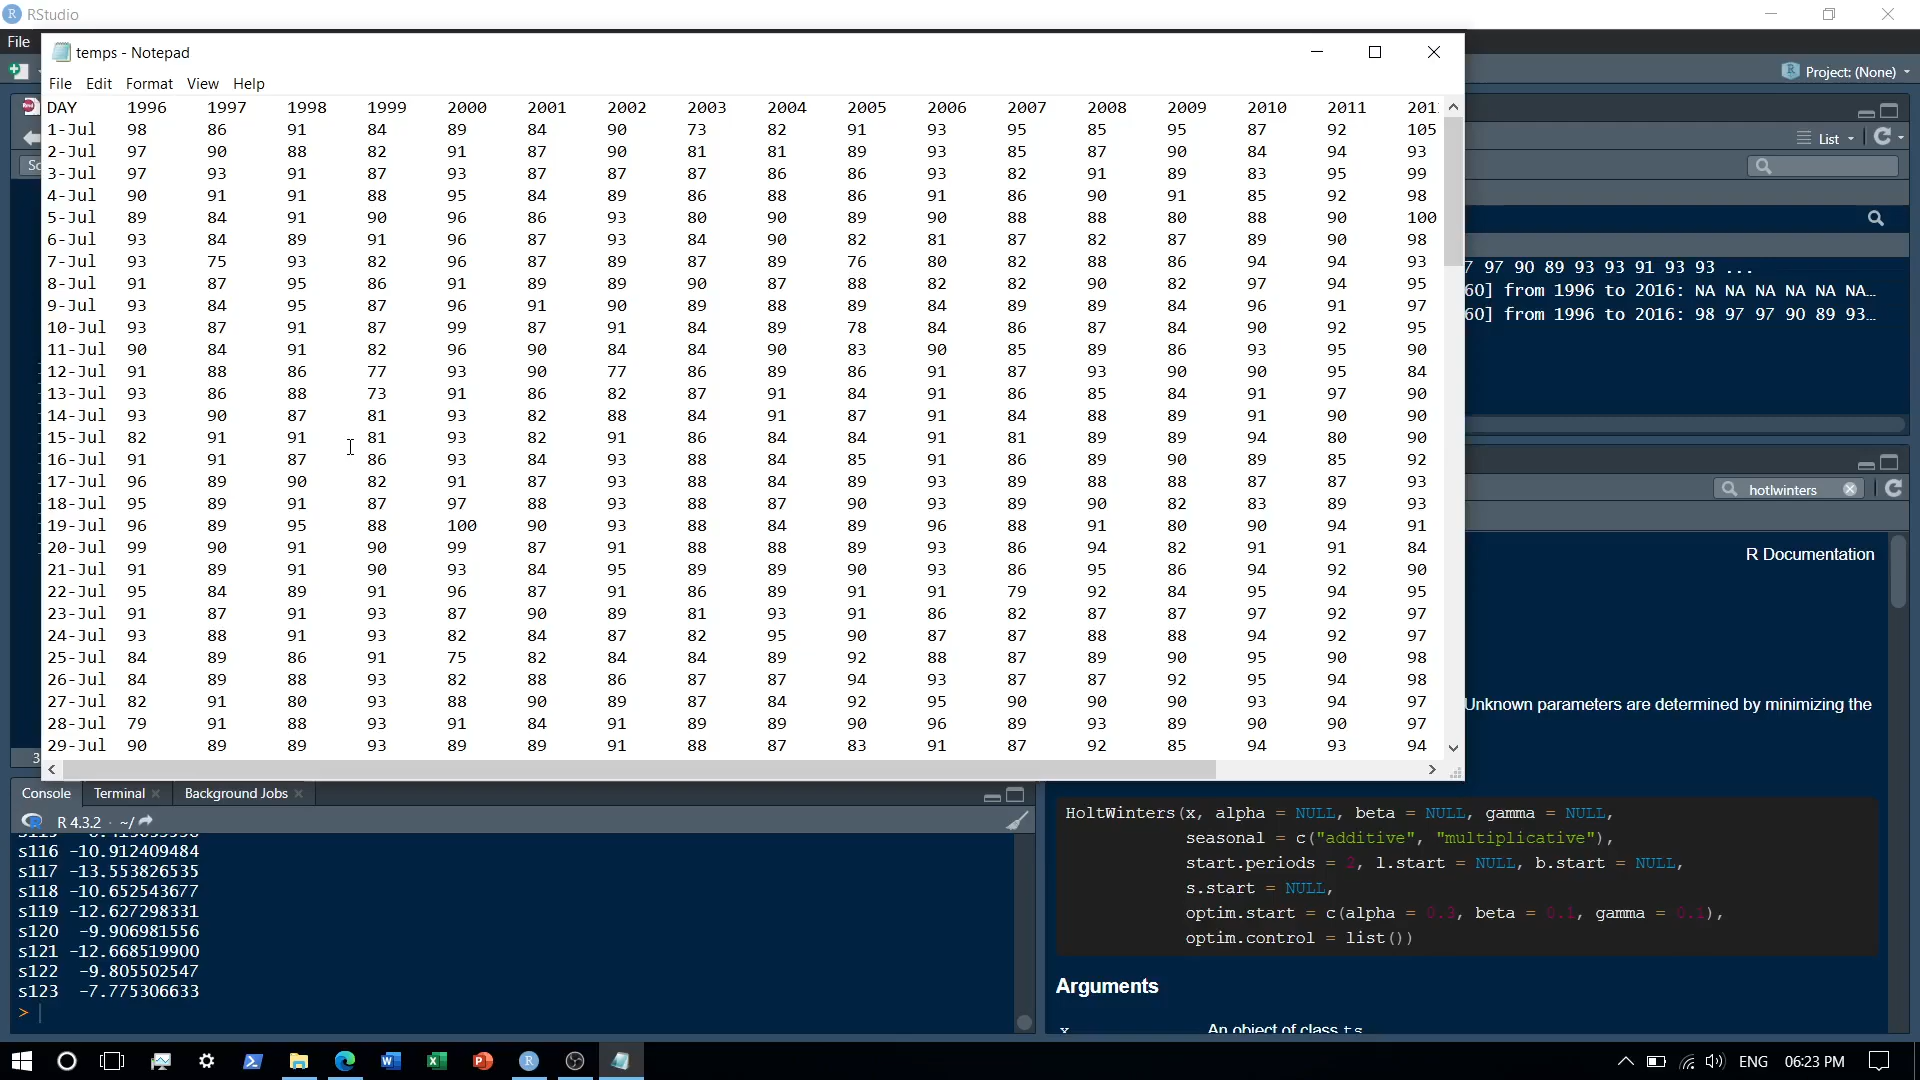 RStudio
File
temps - Notepad
Project: (None)
File Edit Format View Help
DAY 1996 1997 1998 1999 2000 2001 2002 2003 2004 2005 2006 2007 2008 2009 2010 2011 201
1-Jul 98 86 91 84 89 84 90 73 82 91 93 95 85 95 87 92 105
2-Jul 97 90 88 82 91 87 90 81 81 89 93 85 87 90 84 94 93
3-Jul 97 93 91 87 93 87 87 87 86 86 93 82 91 89 83 95 99
4-Jul 90 91 91 88 95 84 89 86 88 86 91 86 90 91 85 92 98
5-Jul 89 84 91 90 96 86 93 80 90 89 90 88 88 80 88 90 100
6-Jul 93 84 89 91 96 87 93 84 90 82 81 87 82 87 89 90 98
7-Jul 93 75 93 82 96 87 89 87 89 76 80 82 88 86 94 94 93
8-Jul 91 87 95 86 91 89 89 90 87 88 82 82 90 82 97 94 95
9-Jul 93 84 95 87 96 91 90 89 88 89 84 89 89 84 96 91 97
10-Jul 93 87 91 87 99 87 91 84 89 78 84 86 87 84 90 92 95
11-Jul 90 84 91 82 96 90 84 84 90 83 90 85 89 86 93 95 90
12-Jul 91 88 86 77 93 90 77 86 89 86 91 87 93 90 90 95 84
13-Jul 93 86 88 73 91 86 82 87 91 84 91 86 85 84 91 97 90
14-Jul 93 90 87 81 93 82 88 84 91 87 91 84 88 89 91 90 90
15-Jul 82 91 91 81 93 82 91 86 84 84 91 81 89 89 94 80 90
16-Jul 91 91 87 86 93 84 93 88 84 85 91 86 89 90 89 85 92
17-Jul 96 89 90 82 91 87 93 88 84 89 93 89 88 88 87 87 93
18-Jul 95 89 91 87 97 88 93 88 87 90 93 89 90 82 83 89 93
19-Jul 96 89 95 88 100 90 93 88 84 89 96 88 91 80 90 94 91
20-Jul 99 90 91 90 99 87 91 88 88 89 93 86 94 82 91 91 84
21-Jul 91 89 91 90 93 84 95 89 89 90 93 86 95 86 94 92 90
22-Jul 95 84 89 91 96 87 91 86 89 91 91 79 92 84 95 94 95
23-Jul 91 87 91 93 87 90 89 81 93 91 86 82 87 87 97 92 97
24-Jul 93 88 91 93 82 84 87 82 95 90 87 87 88 88 94 92 97
25-Jul 84 89 86 91 75 82 84 84 89 92 88 87 89 90 95 90 98
26-Jul 84 89 88 93 82 88 86 87 87 94 93 87 87 92 95 94 98
27-Jul 82 91 80 93 88 90 89 87 84 92 95 90 90 90 93 94 97
28-Jul 79 91 88 93 91 84 91 89 89 90 96 89 93 89 90 90 97
29-Jul 90 89 89 93 89 89 91 88 87 83 91 87 92 85 94 93 94
List
7 97 90 89 93 93 91 93 93 ...
60] from 1996 to 2016: NA NA NA NA NA NA…
60] from 1996 to 2016: 98 97 97 90 89 93…
hotlwinters
R Documentation
Unknown parameters are determined by minimizing the
HoltWinters(x, alpha = NULL, beta = NULL, gamma = NULL,
seasonal = c("additive", "multiplicative"),
start.periods = 2, l.start = NULL, b.start = NULL,
s.start = NULL,
optim.start = c(alpha = 0.3, beta = 0.1, gamma = 0.1),
optim.control = list())
Arguments
x An object of class ts
Console Terminal Background Jobs
R 4.3.2 · ~/
s116 -10.912409484
s117 -13.553826535
s118 -10.652543677
s119 -12.627298331
s120 -9.906981556
s121 -12.668519900
s122 -9.805502547
s123 -7.775306633
>
ENG 06:23 PM